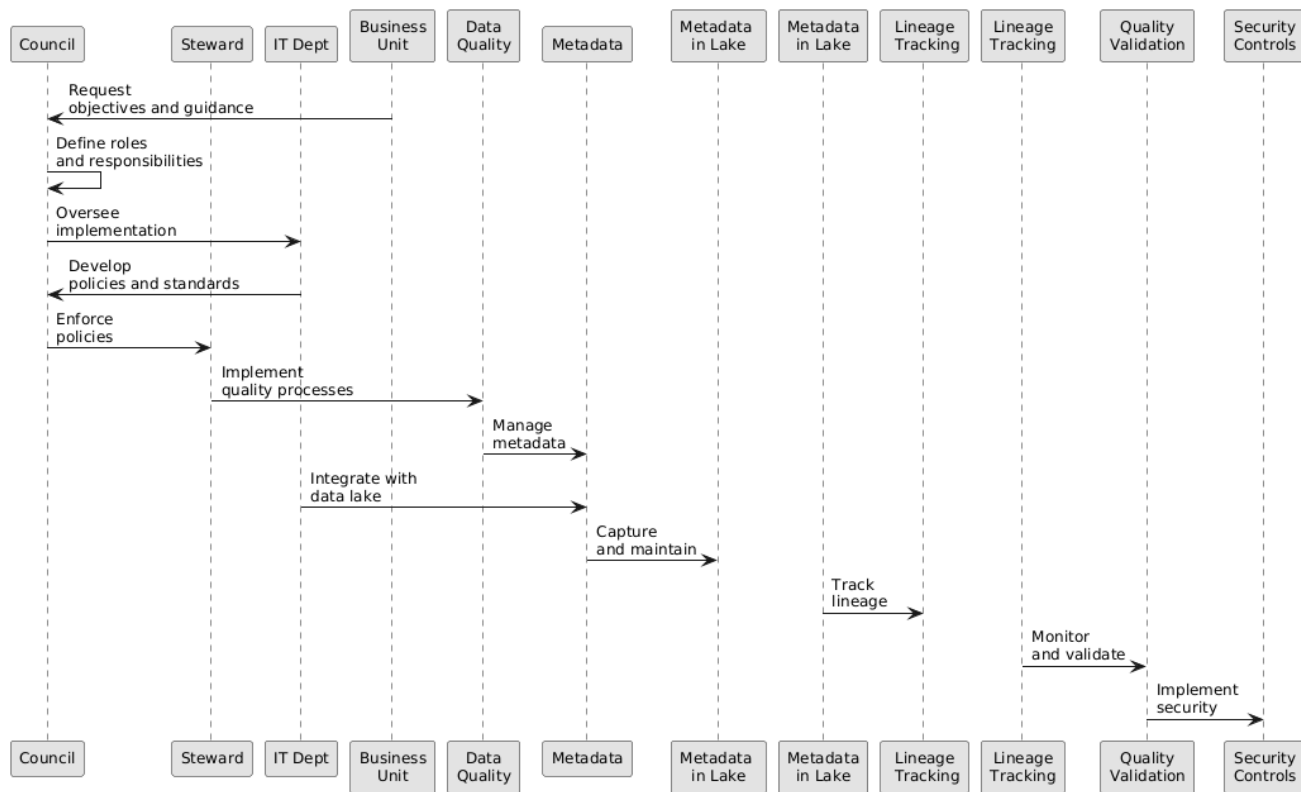 Council
Steward
IT Dept
Business
Unit
Data
Quality
Metadata
Metadata
in Lake
Metadata
in Lake
Lineage
Tracking
Lineage
Tracking
Quality
Validation
Security
Controls
Request
objectives and guidance
Define roles
and responsibilities
Oversee
implementation
Develop
policies and standards
Enforce
policies
Implement
quality processes
Manage
metadata
Integrate with
data lake
Capture
and maintain
Track
lineage
Monitor
and validate
Implement
security
Council
Steward
IT Dept
Business
Unit
Data
Quality
Metadata
Metadata
in Lake
Metadata
in Lake
Lineage
Tracking
Lineage
Tracking
Quality
Validation
Security
Controls